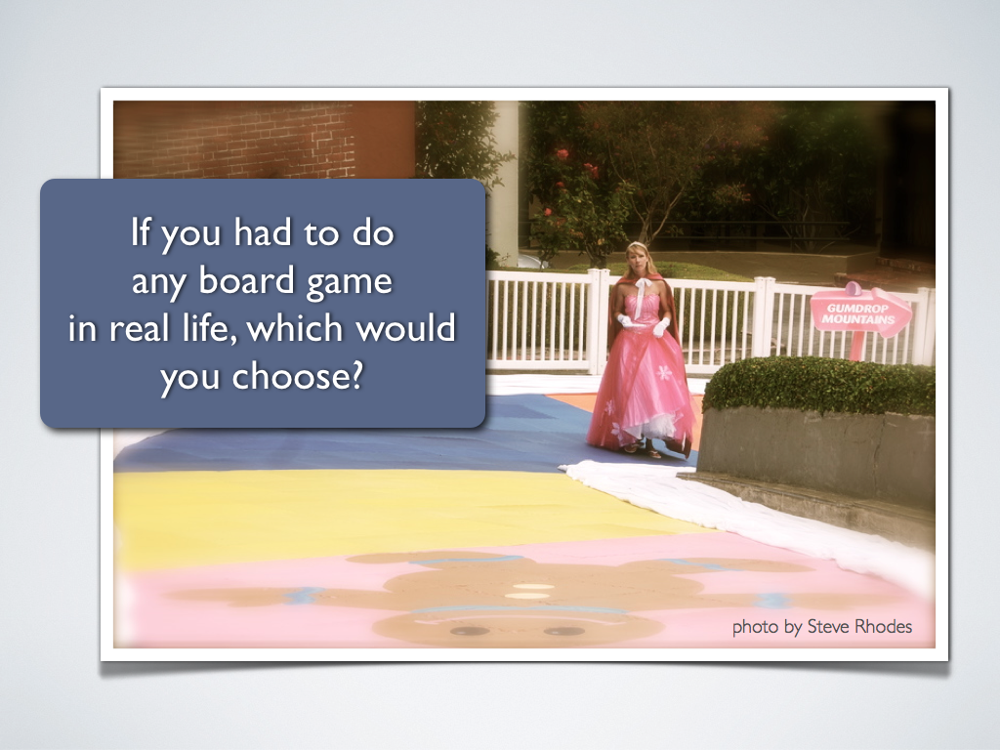 If you had to do
any board game
in real life, which would
you choose?
GUMDROP
MOUNTAINS
photo by Steve Rhodes